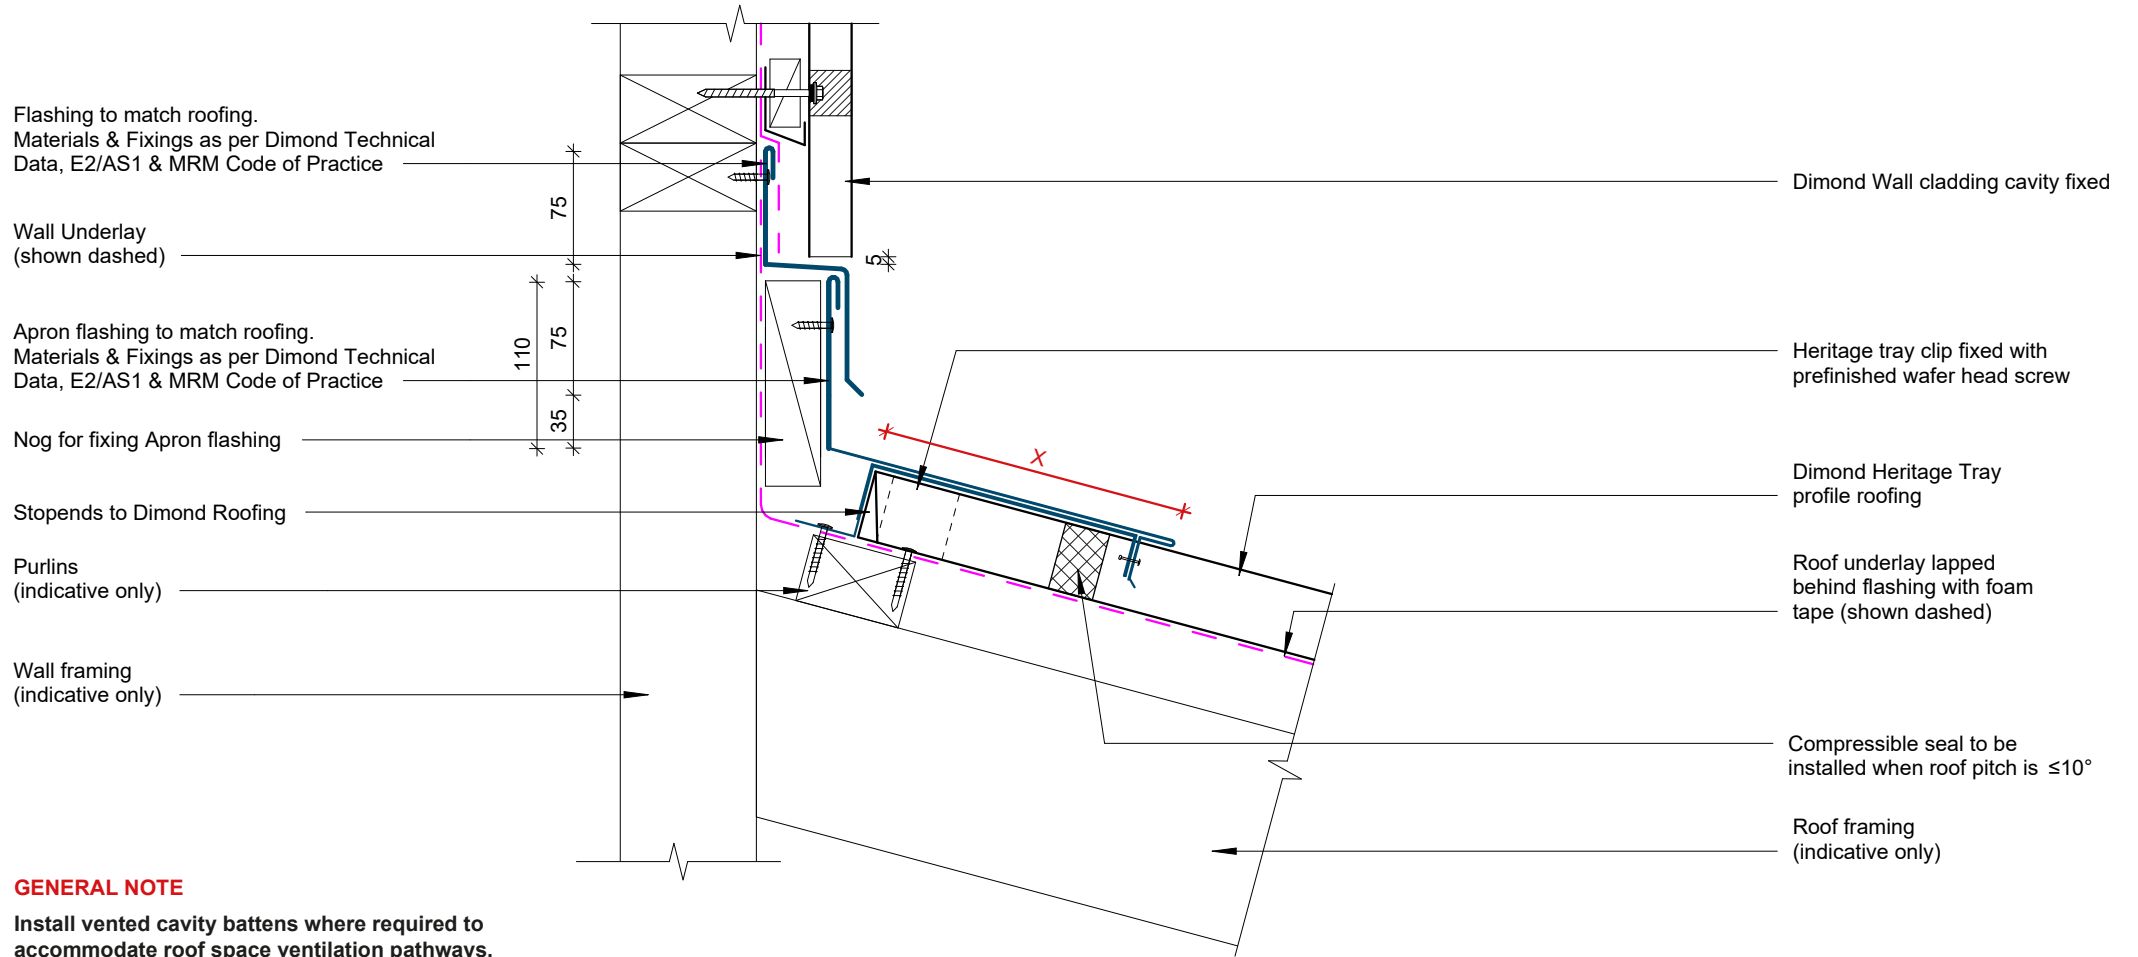 Flashing to match roofing.
Materials & Fixings as per Dimond Technical
Data, E2/AS1 & MRM Code of Practice
Wall Underlay
(shown dashed)
Apron flashing to match roofing.
Materials & Fixings as per Dimond Technical
Data, E2/AS1 & MRM Code of Practice
Nog for fixing Apron flashing
Stopends to Dimond Roofing
Purlins
(indicative only)
Wall framing
(indicative only)
GENERAL NOTE
Install vented cavity battens where required to
accommodate roof space ventilation pathways.
75
110
75
35
5
X
Dimond Wall cladding cavity fixed
Heritage tray clip fixed with
prefinished wafer head screw
Dimond Heritage Tray
profile roofing
Roof underlay lapped
behind flashing with foam
tape (shown dashed)
Compressible seal to be
installed when roof pitch is ≤10°
Roof framing
(indicative only)